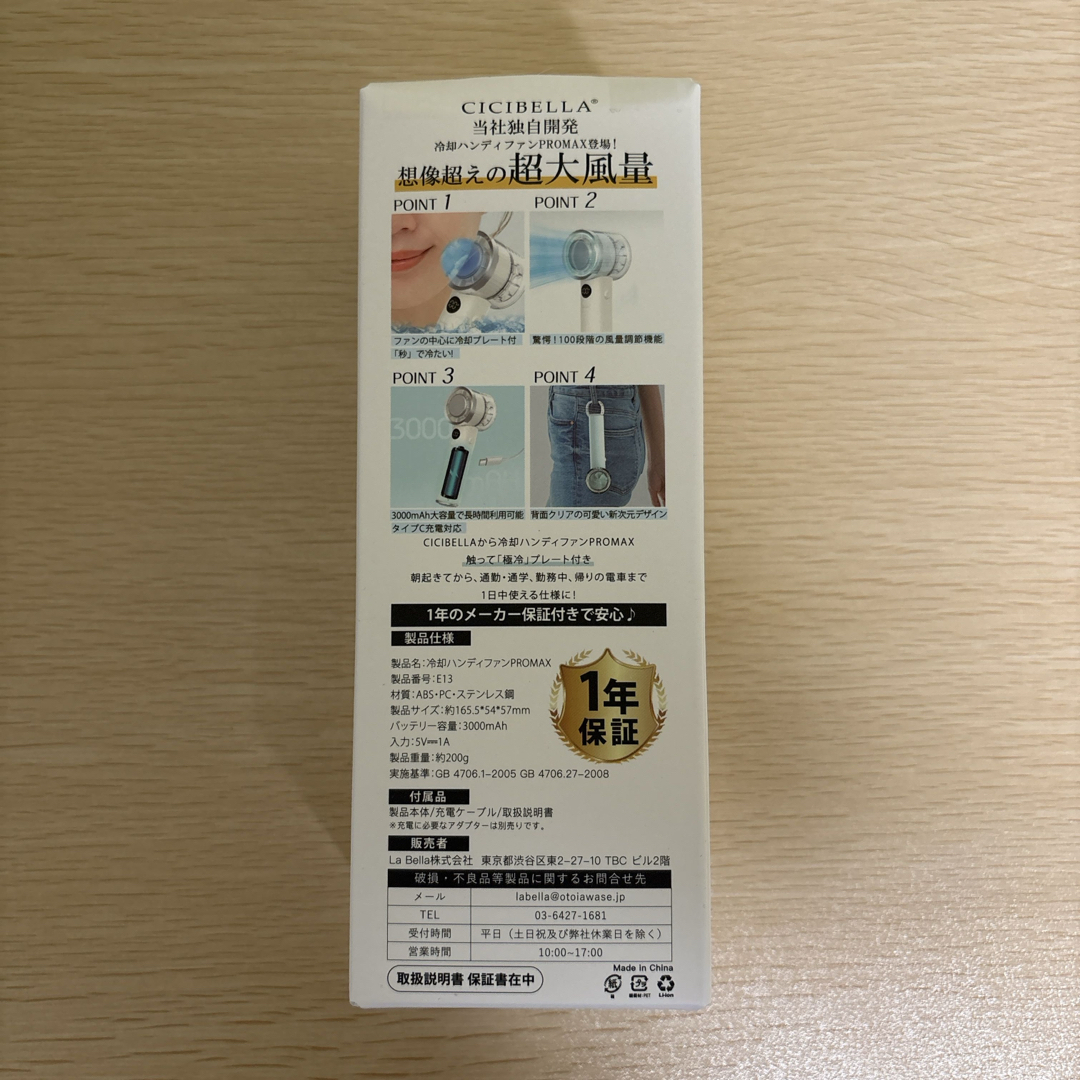 CICIBELLA®
当社独自開発
冷却ハンディファンPROMAX登場!
想像超えの超大風量
POINT 1
POINT 2
ファンの中心に冷却プレート付
「秒」で冷たい!
驚愕!100段階の風量調節機能
POINT 3
POINT 4
3000
3000mAh大容量で長時間利用可能
タイプC充電対応
背面クリアの可愛い新次元デザイン
CICIBELLAから冷却ハンディファンPROMAX
触って「極冷」プレート付き
朝起きてから、通勤・通学、勤務中、帰りの電車まで
1日中使える仕様に!
1年のメーカー保証付きで安心♪
製品仕様
製品名:冷却ハンディファンPROMAX
製品番号:E13
材質:ABS・PC・ステンレス鋼
製品サイズ:約165.5*54*57mm
バッテリー容量:3000mAh
入力:5V⎓1A
製品重量:約200g
実施基準:GB 4706.1-2005 GB 4706.27-2008
1年
保証
付属品
製品本体/充電ケーブル/取扱説明書
※充電に必要なアダプターは別売りです。
販売者
La Bella株式会社 東京都渋谷区東2-27-10 TBC ビル2階
破損・不良品等製品に関するお問合せ先
メール labella@otoiawase.jp
TEL 03-6427-1681
受付時間 平日(土日祝及び弊社休業日を除く)
営業時間 10:00~17:00
Made in China
取扱説明書 保証書在中
紙 プラ
Li-ion